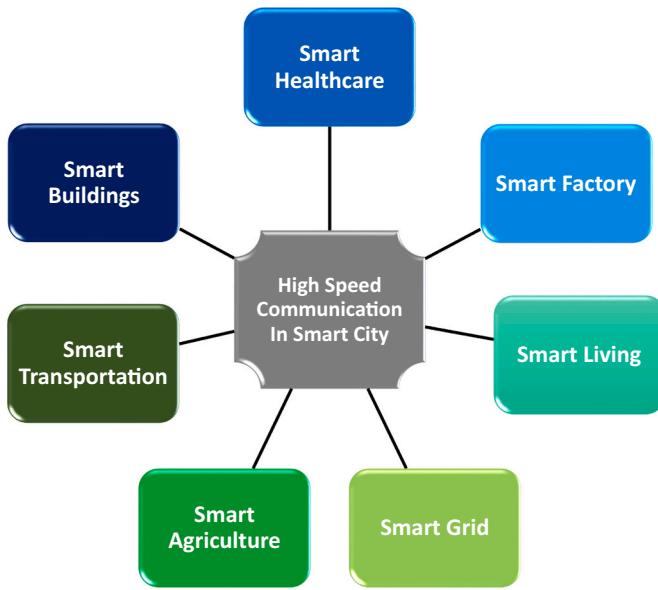 Smart
Healthcare
Smart Factory
Smart Living
Smart Grid
Smart
Agriculture
Smart
Transportation
Smart
Buildings
High Speed
Communication
In Smart City